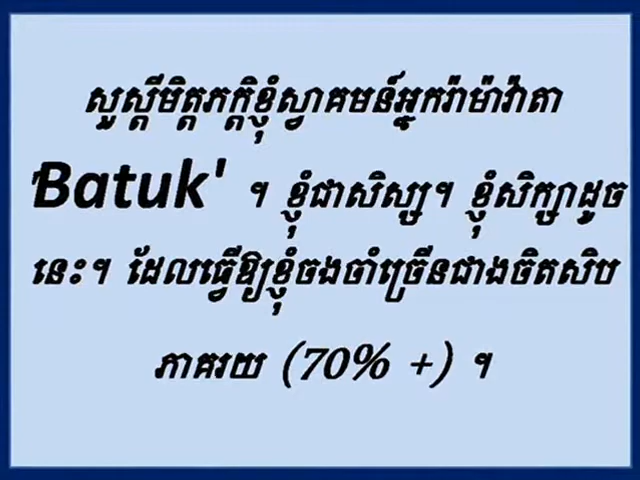 សួស្តីមិត្តភក្តិខ្ញុំស្វាគមន៍អ្នករ៉ាម៉ាវ៉ាតា
'Batuk' ។ ខ្ញុំជាសិស្ស។ ខ្ញុំសិក្សាដូច
នេះ។ ដែលធ្វើឱ្យខ្ញុំចងចាំច្រើនជាងចិតសិប
ភាគរយ (70% +) ។